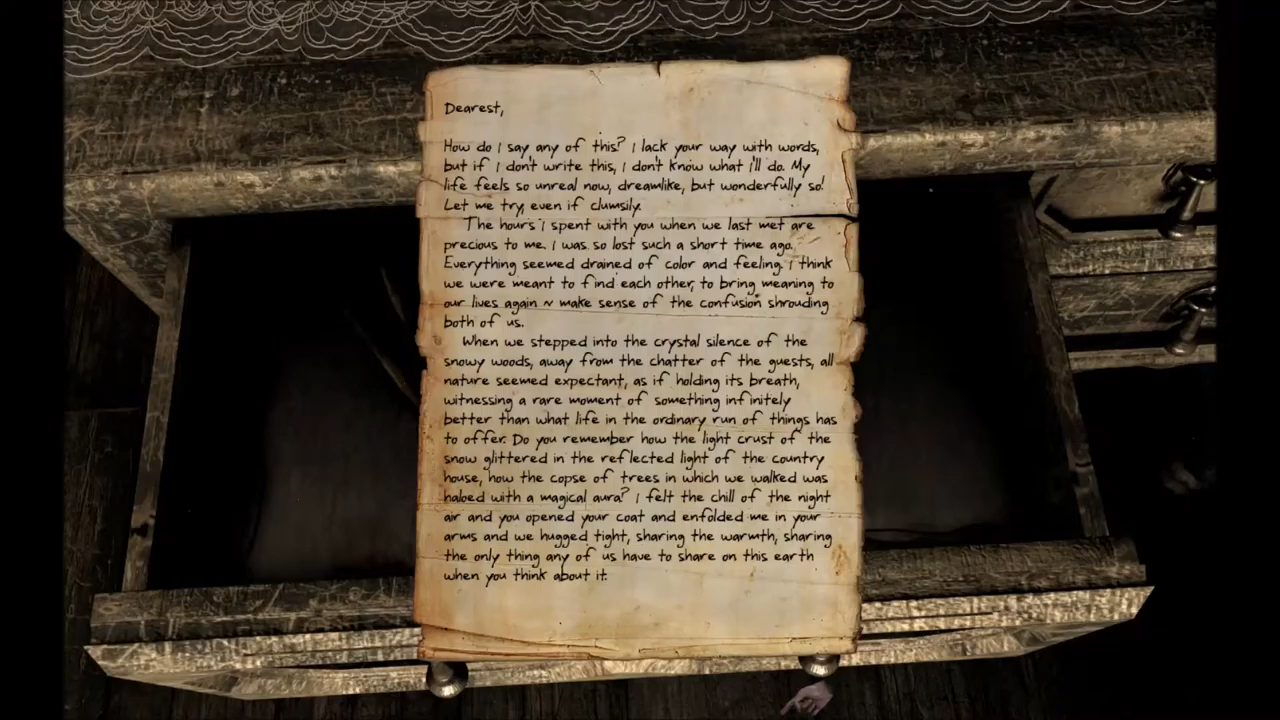 Dearest,
How do i say any of this? i lack your way with words,
but if i don't write this, i don't know what i'll do. My
life feels so unreal now, dreamlike, but wonderfully so!
Let me try, even if clumsily.
The hours i spent with you when we last met are
precious to me. i was so lost such a short time ago.
Everything seemed drained of color and feeling. i think
we were meant to find each other, to bring meaning to
our lives again ~ make sense of the confusion shrouding
both of us.
When we stepped into the crystal silence of the
snowy woods, away from the chatter of the guests, all
nature seemed expectant, as if holding its breath,
witnessing a rare moment of something infinitely
better than what life in the ordinary run of things has
to offer. Do you remember how the light crust of the
snow glittered in the reflected light of the country
house, how the copse of trees in which we walked was
haloed with a magical aura? i felt the chill of the night
air and you opened your coat and enfolded me in your
arms and we hugged tight, sharing the warmth, sharing
the only thing any of us have to share on this earth
when you think about it.